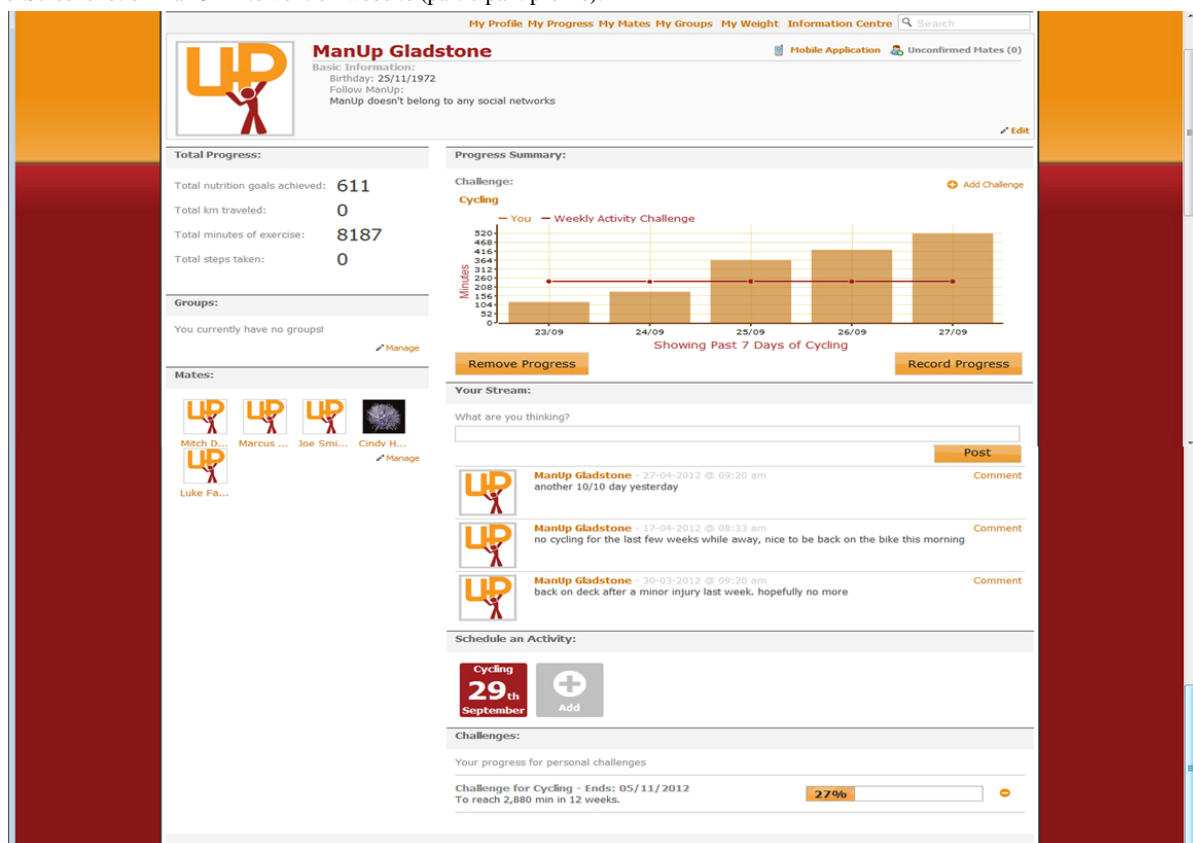 My Profile My Progress My Mates My Groups My Weight Information Centre Search
UP
ManUp Gladstone
Mobile Application Unconfirmed Mates (0)
Basic Information:
Birthday: 25/11/1972
Follow ManUp:
ManUp doesn't belong to any social networks
Edit
Total Progress:
Total nutrition goals achieved: 611
Total km traveled: 0
Total minutes of exercise: 8187
Total steps taken: 0
Groups:
You currently have no groups!
Manage
Mates:
UP UP UP
Mitch D... Marcus ... Joe Smi... Cindy H...
Manage
UP
Luke Fa...
Progress Summary:
Challenge:
Add Challenge
Cycling
You Weekly Activity Challenge
520
468
416
364
312
260
208
156
104
52
0
Minutes
23/09 24/09 25/09 26/09 27/09
Showing Past 7 Days of Cycling
Remove Progress Record Progress
Your Stream:
What are you thinking?
Post
UP
ManUp Gladstone - 27-04-2012 @ 09:20 am Comment
another 10/10 day yesterday
UP
ManUp Gladstone - 17-04-2012 @ 08:33 am Comment
no cycling for the last few weeks while away, nice to be back on the bike this morning
UP
ManUp Gladstone - 30-03-2012 @ 09:20 am Comment
back on deck after a minor injury last week. hopefully no more
Schedule an Activity:
Cycling
29th
September
Add
Challenges:
Your progress for personal challenges
Challenge for Cycling - Ends: 05/11/2012
To reach 2,880 min in 12 weeks.
27%